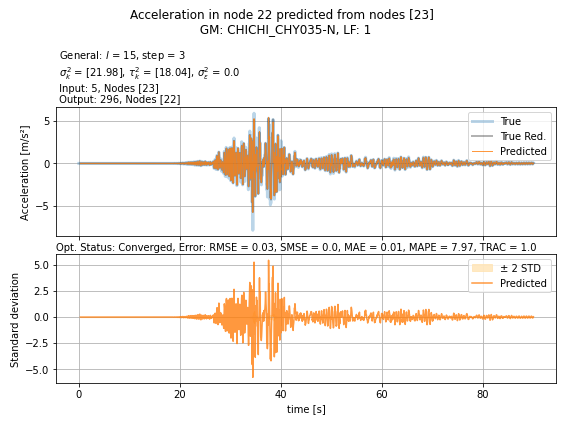 Acceleration in node 22 predicted from nodes [23]
GM: CHICHI_CHY035-N, LF: 1
General: l = 15, step = 3
σ²ₖ = [21.98], τ²ₖ = [18.04], σ²ε = 0.0
Input: 5, Nodes [23]
Output: 296, Nodes [22]
Acceleration [m/s²]
5
0
−5
True
True Red.
Predicted
Opt. Status: Converged, Error: RMSE = 0.03, SMSE = 0.0, MAE = 0.01, MAPE = 7.97, TRAC = 1.0
Standard deviation
5.0
2.5
0.0
−2.5
−5.0
± 2 STD
Predicted
0 20 40 60 80
time [s]